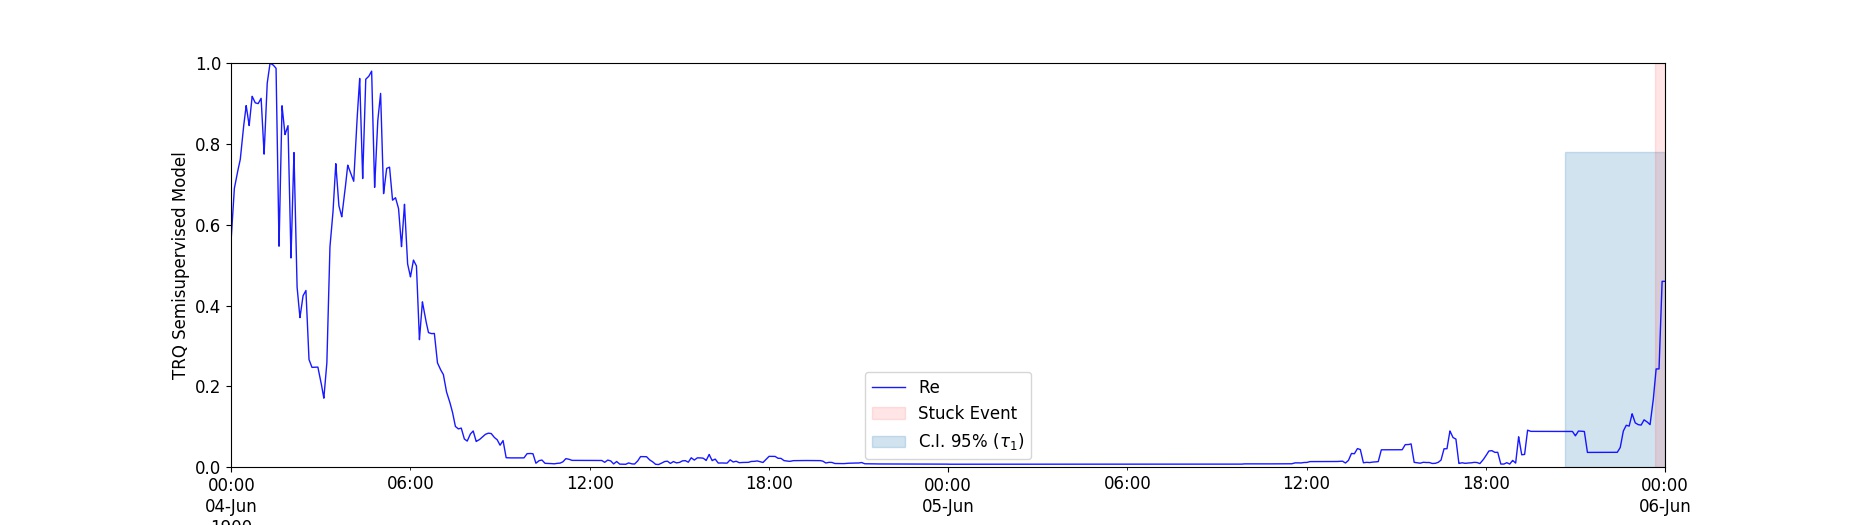 1.0
0.8
0.6
0.4
0.2
0.0
TRQ Semisupervised Model
Re
Stuck Event
C.I. 95% (τ₁)
00:00 06:00 12:00 18:00 00:00 06:00 12:00 18:00 00:00
04-Jun 05-Jun 06-Jun